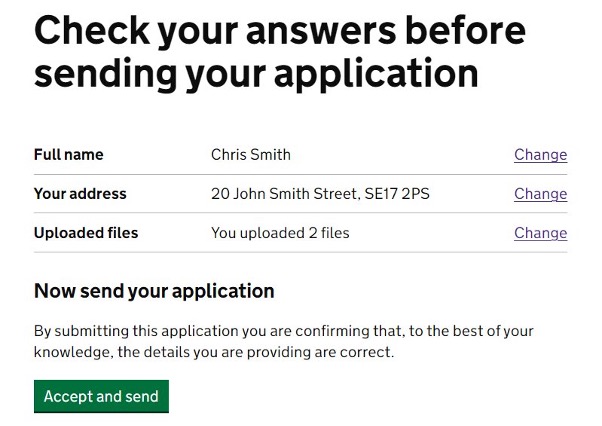 Check your answers before
sending your application
Full name Chris Smith Change
Your address 20 John Smith Street, SE17 2PS Change
Uploaded files You uploaded 2 files Change
Now send your application
By submitting this application you are confirming that, to the best of your
knowledge, the details you are providing are correct.
Accept and send